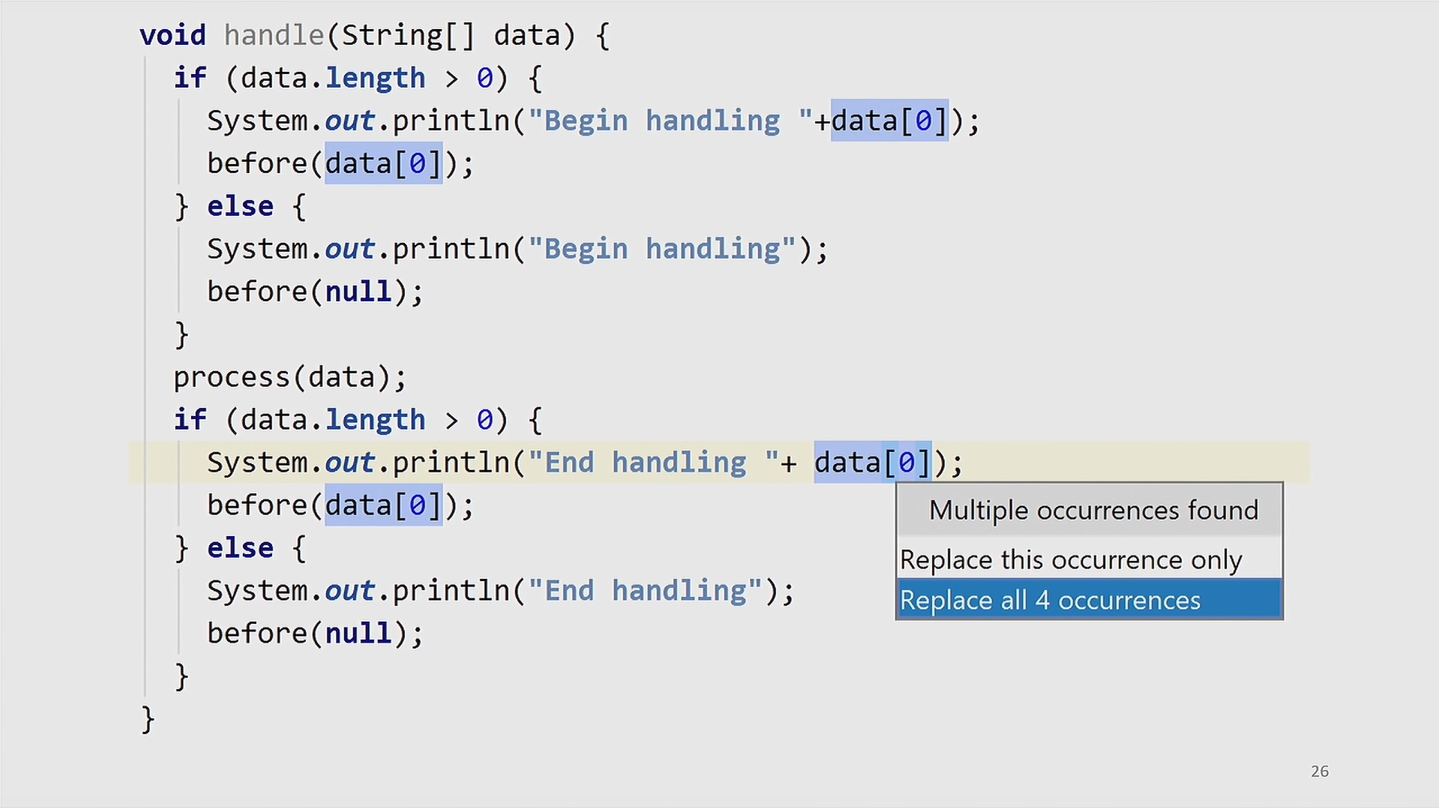 void handle(String[] data) {
if (data.length > 0) {
System.out.println("Begin handling "+data[0]);
before(data[0]);
} else {
System.out.println("Begin handling");
before(null);
}
process(data);
if (data.length > 0) {
System.out.println("End handling "+ data[0]);
before(data[0]);
} else {
System.out.println("End handling");
before(null);
}
}
Multiple occurrences found
Replace this occurrence only
Replace all 4 occurrences
26